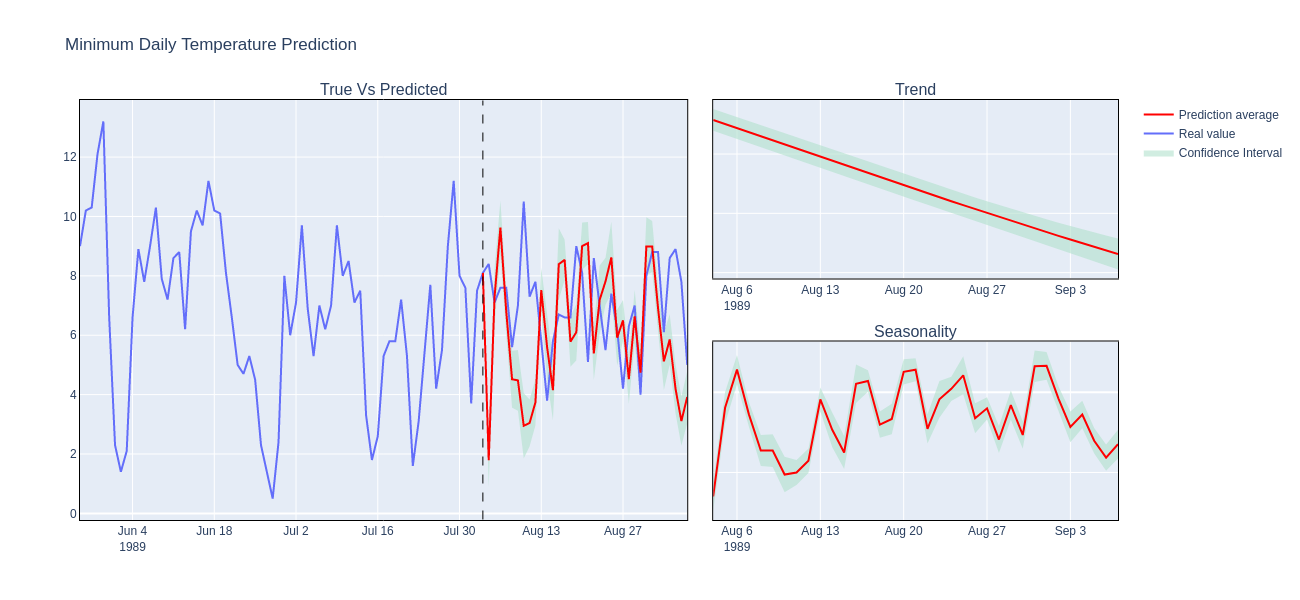 Minimum Daily Temperature Prediction
True Vs Predicted
12
10
8
6
4
2
0
Jun 4
1989
Jun 18
Jul 2
Jul 16
Jul 30
Aug 13
Aug 27
Trend
Aug 6
1989
Aug 13
Aug 20
Aug 27
Sep 3
Seasonality
Aug 6
1989
Aug 13
Aug 20
Aug 27
Sep 3
Prediction average
Real value
Confidence Interval